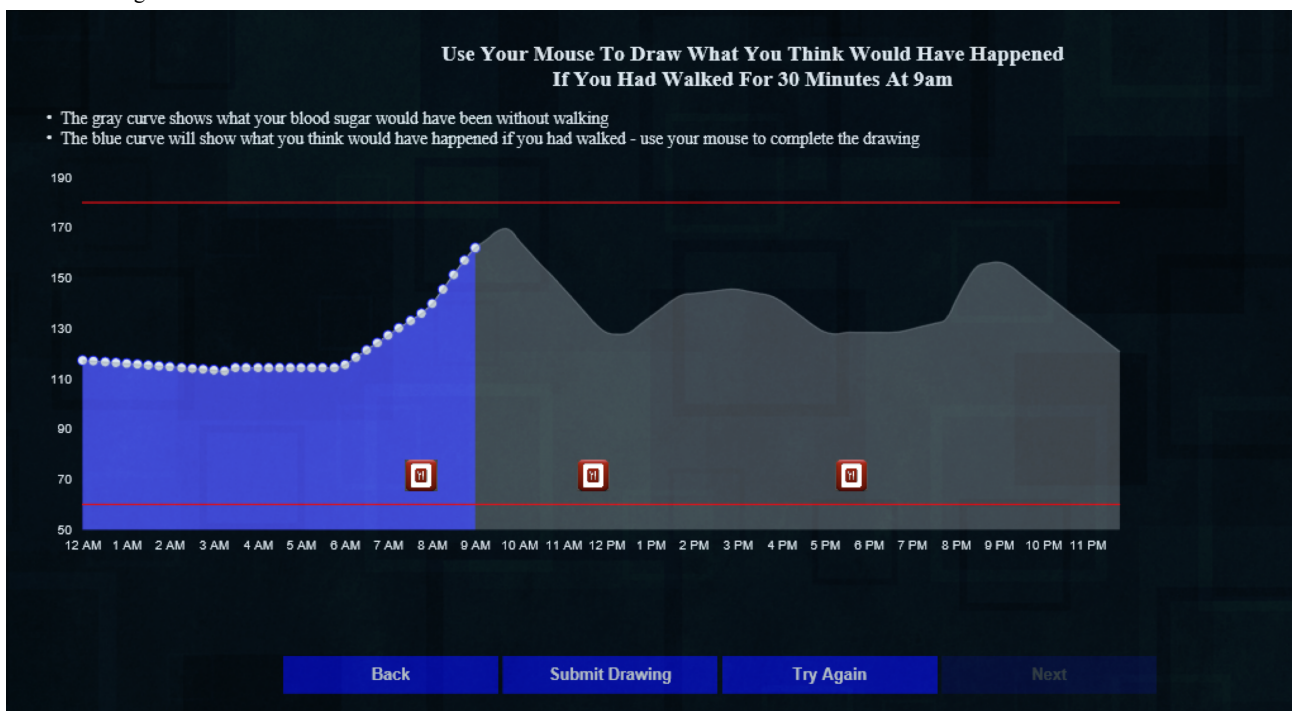 Use Your Mouse To Draw What You Think Would Have Happened
If You Had Walked For 30 Minutes At 9am
• The gray curve shows what your blood sugar would have been without walking
• The blue curve will show what you think would have happened if you had walked - use your mouse to complete the drawing
190
170
150
130
110
90
70
50
12 AM 1 AM 2 AM 3 AM 4 AM 5 AM 6 AM 7 AM 8 AM 9 AM 10 AM 11 AM 12 PM 1 PM 2 PM 3 PM 4 PM 5 PM 6 PM 7 PM 8 PM 9 PM 10 PM 11 PM
Back Submit Drawing Try Again Next